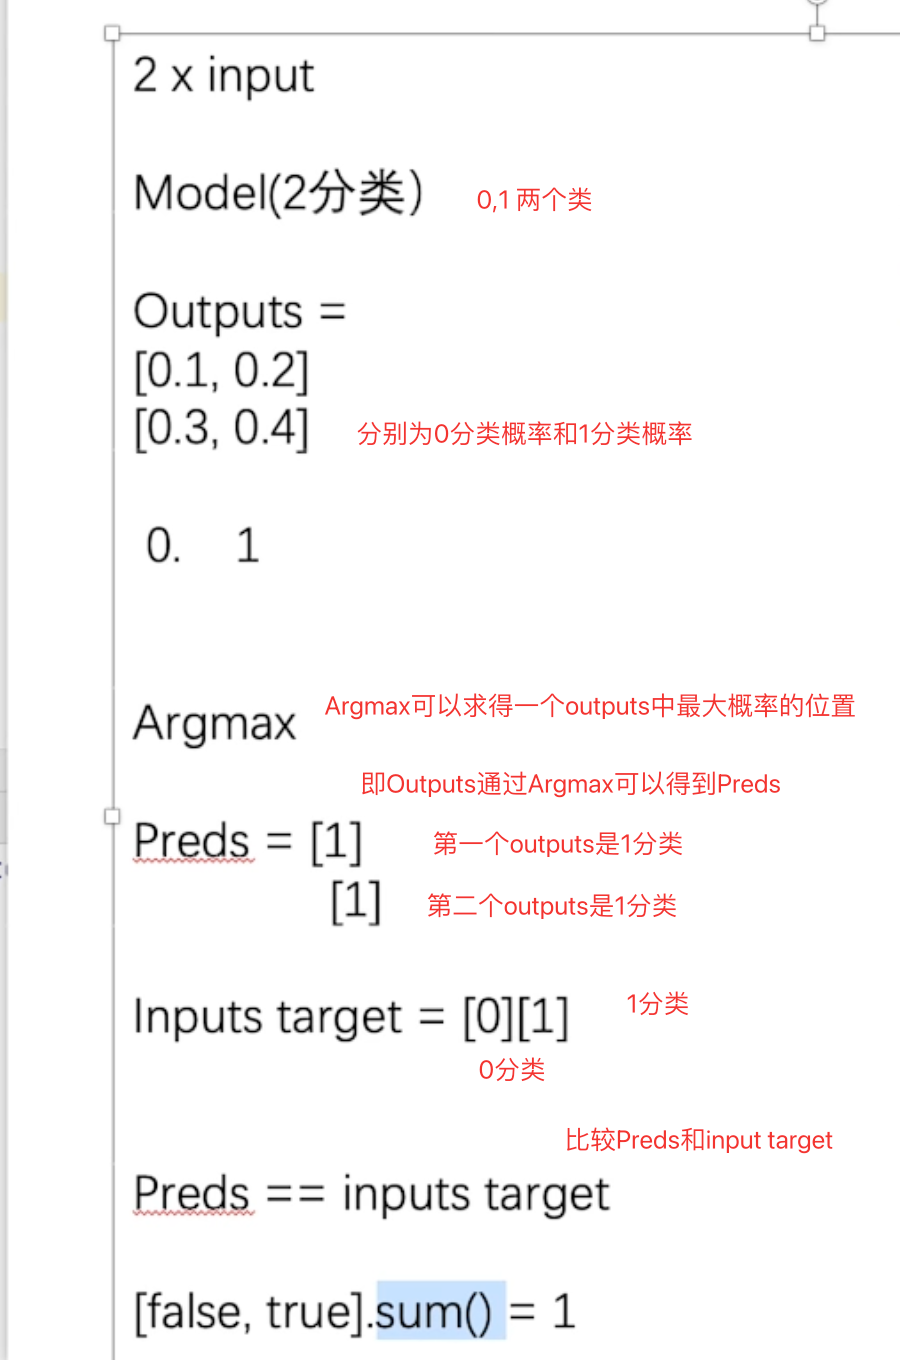 2 x input
Model(2分类)
0,1 两个类
Outputs =
[0.1, 0.2]
[0.3, 0.4]
分别为0分类概率和1分类概率
0. 1
Argmax
Argmax可以求得一个outputs中最大概率的位置
即Outputs通过Argmax可以得到Preds
Preds = [1]
第一个outputs是1分类
[1]
第二个outputs是1分类
Inputs target = [0][1]
1分类
0分类
比较Preds和input target
Preds == inputs target
[false, true].sum() = 1